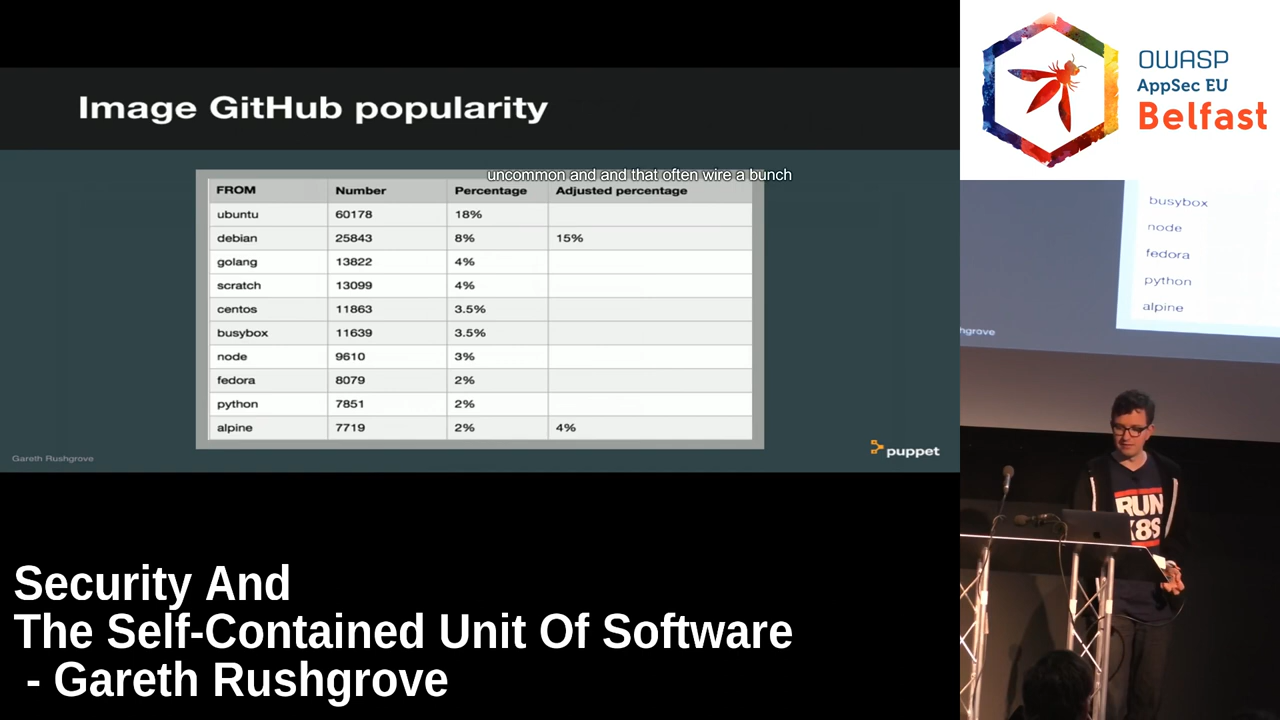 Image GitHub popularity
uncommon and and that often wire a bunch
FROM Number Percentage Adjusted percentage
ubuntu 60178 18%
debian 25843 8% 15%
golang 13822 4%
scratch 13099 4%
centos 11863 3.5%
busybox 11639 3.5%
node 9610 3%
fedora 8079 2%
python 7851 2%
alpine 7719 2% 4%
Gareth Rushgrove
puppet
OWASP
AppSec EU
Belfast
busybox
node
fedora
python
alpine
hgrove
RUN
K8S
Security And
The Self-Contained Unit Of Software
- Gareth Rushgrove